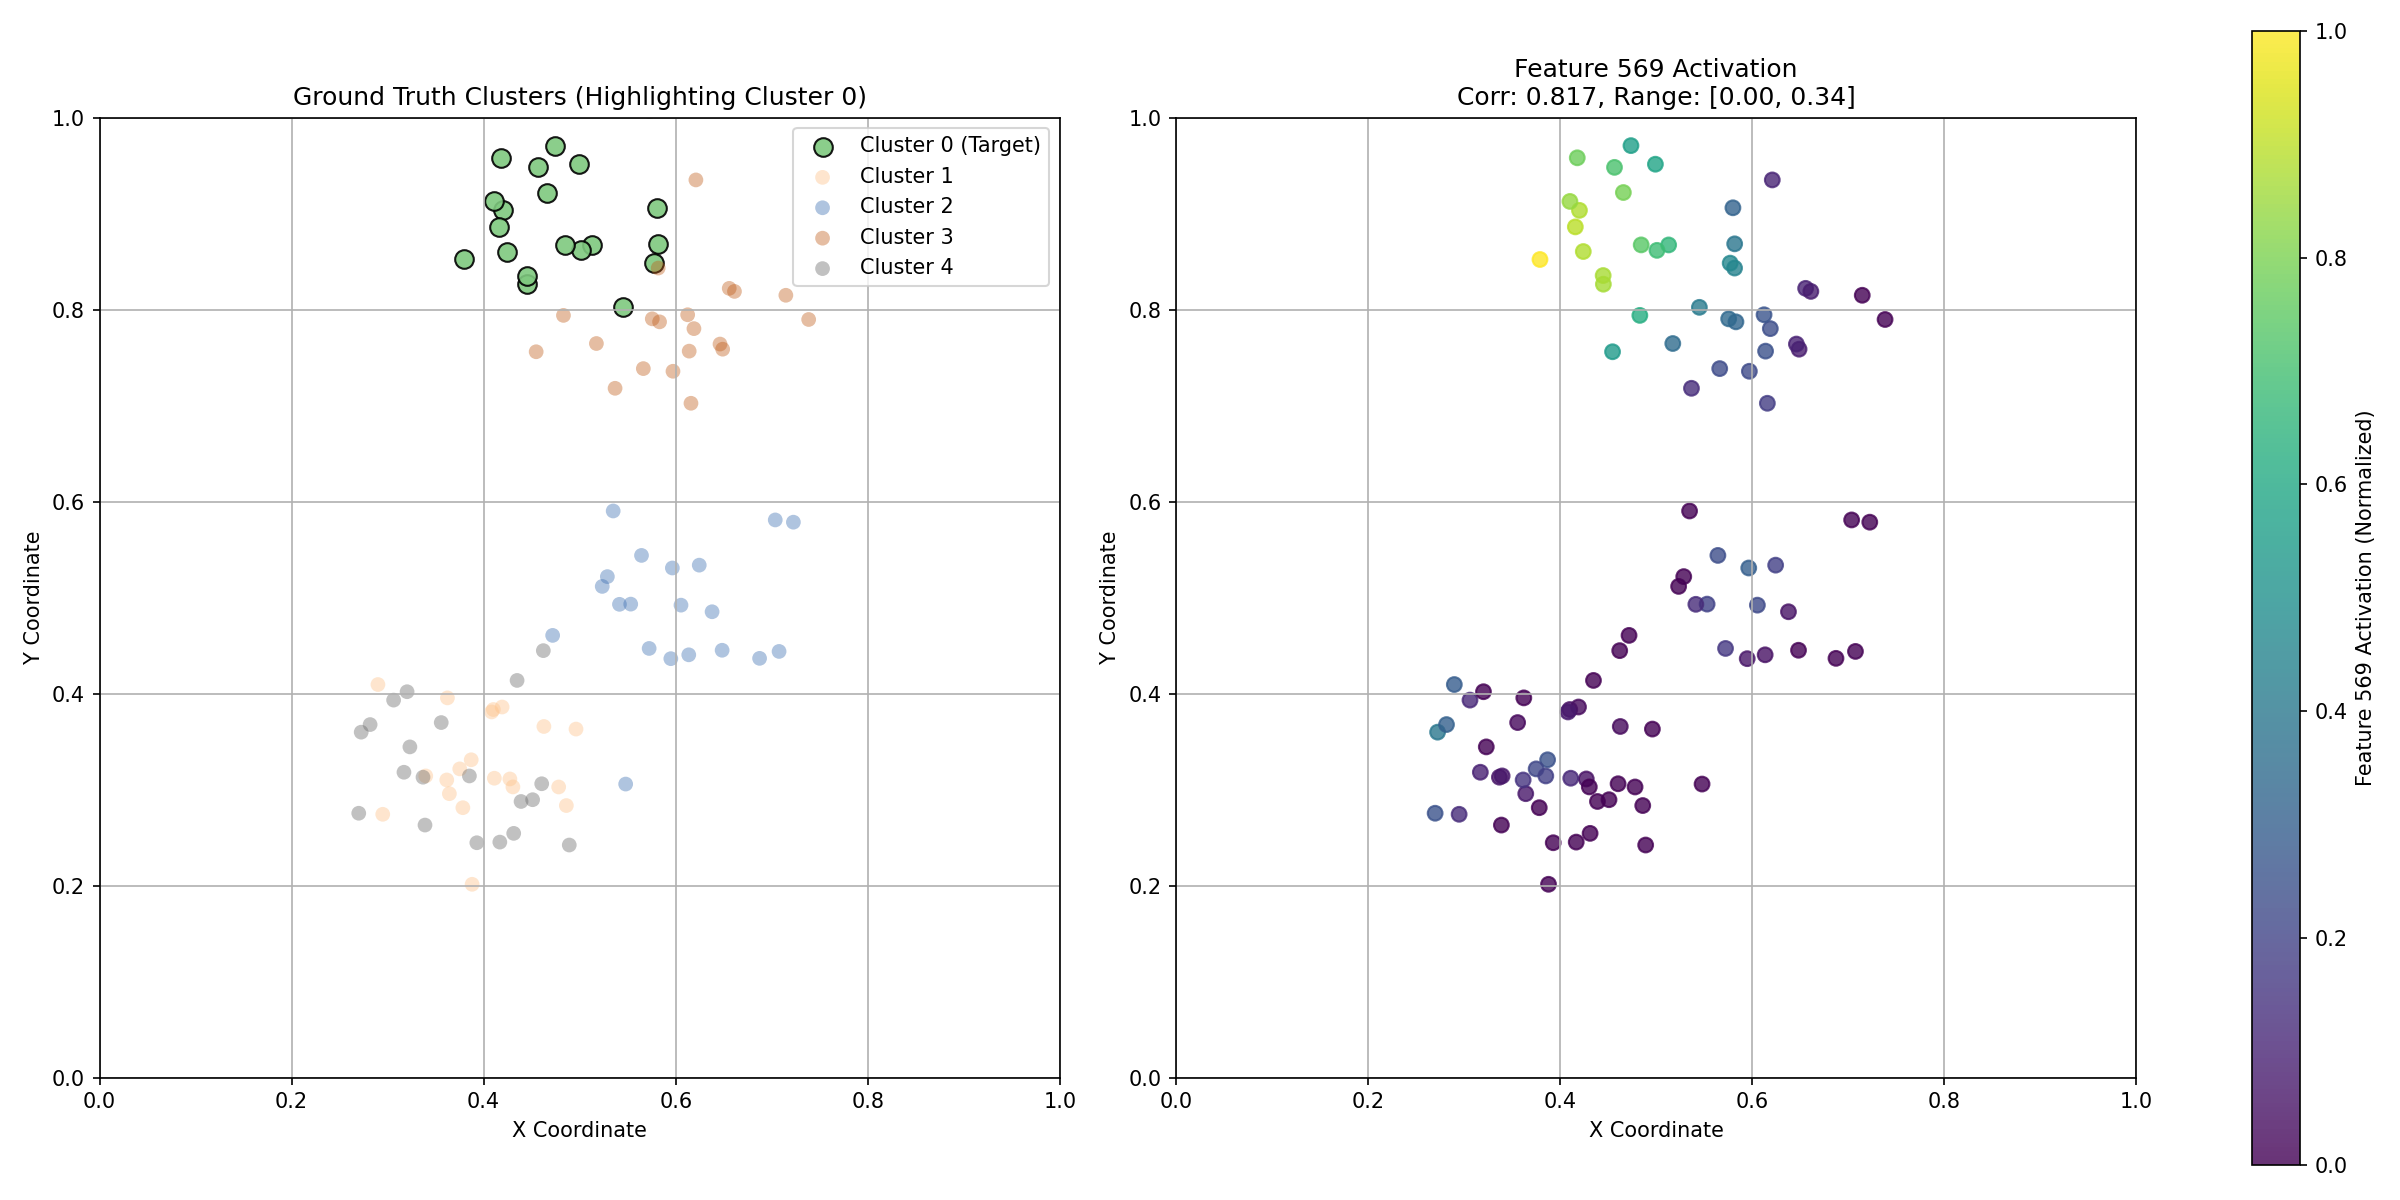 Ground Truth Clusters (Highlighting Cluster 0)
Cluster 0 (Target)
Cluster 1
Cluster 2
Cluster 3
Cluster 4
1.0
0.8
0.6
0.4
0.2
0.0
Y Coordinate
0.0 0.2 0.4 0.6 0.8 1.0
X Coordinate
Feature 569 Activation
Corr: 0.817, Range: [0.00, 0.34]
1.0
0.8
0.6
0.4
0.2
0.0
Y Coordinate
0.0 0.2 0.4 0.6 0.8 1.0
X Coordinate
1.0
0.8
0.6
0.4
0.2
0.0
Feature 569 Activation (Normalized)